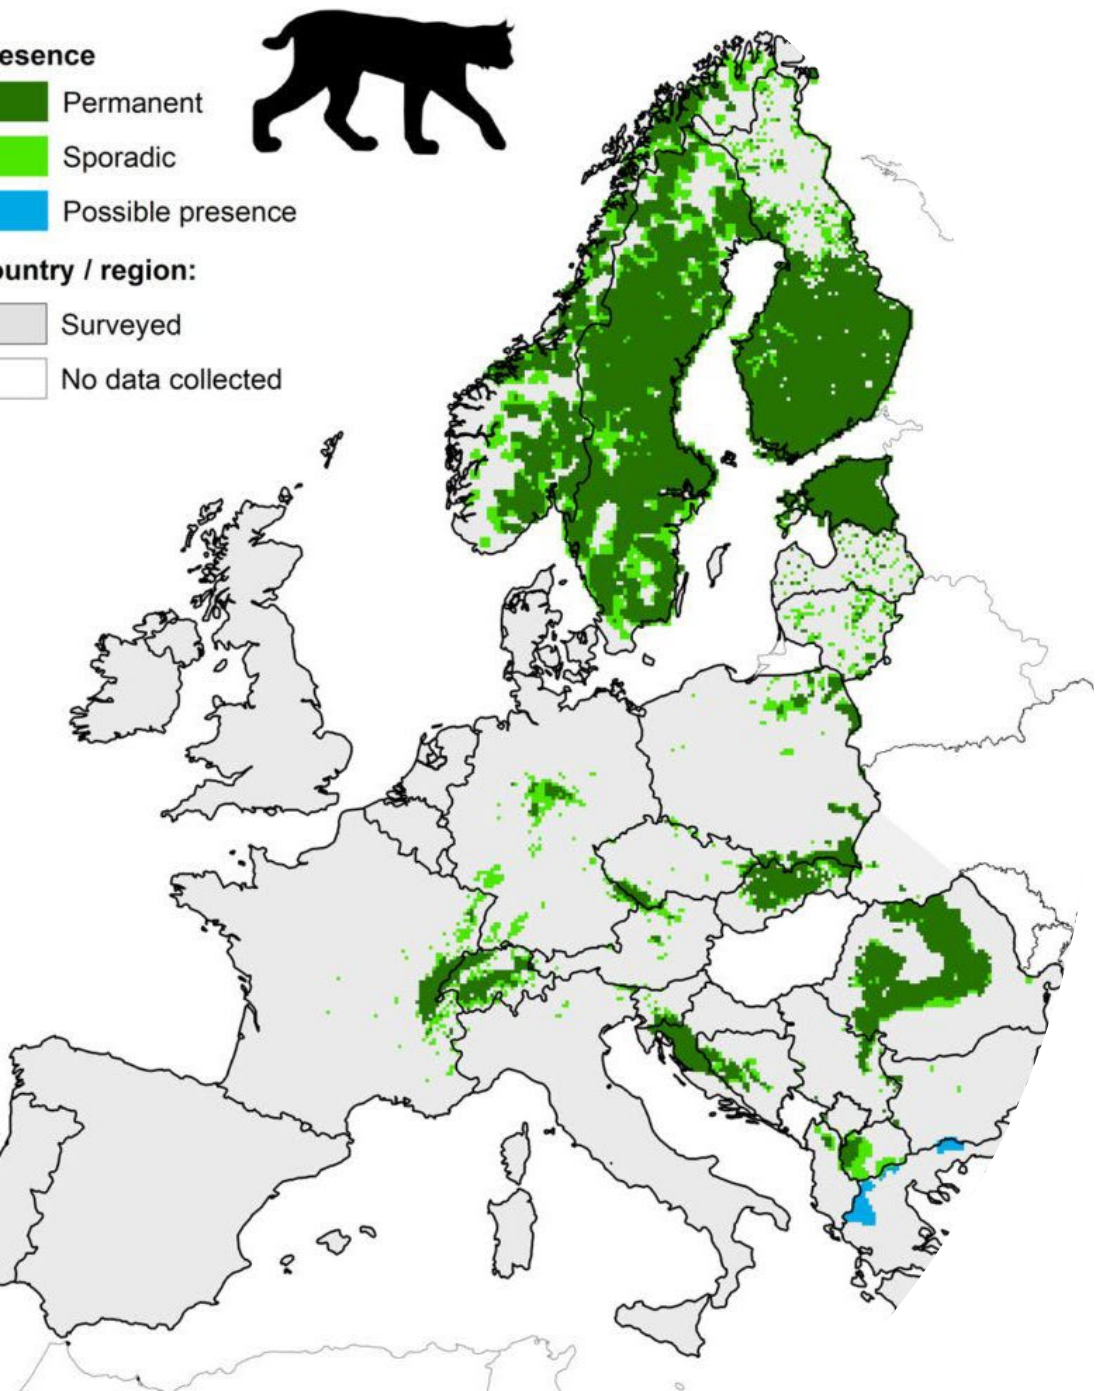 esence
Permanent
Sporadic
Possible presence
ountry / region:
Surveyed
No data collected